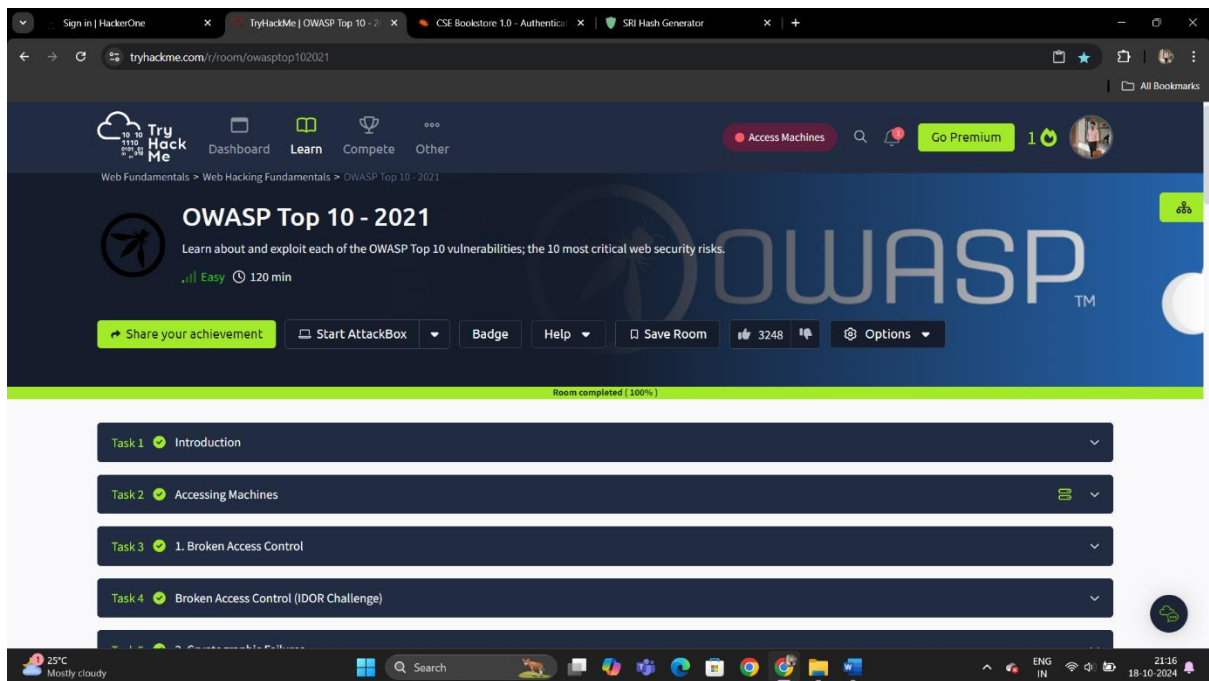 Sign in | HackerOne
TryHackMe | OWASP Top 10 - 2
CSE Bookstore 1.0 - Authentica
SRI Hash Generator
tryhackme.com/r/room/owasptop102021
All Bookmarks
Try Hack Me
Dashboard
Learn
Compete
Other
Access Machines
1
Go Premium
1
Web Fundamentals > Web Hacking Fundamentals > OWASP Top 10 - 2021
OWASP Top 10 - 2021
Learn about and exploit each of the OWASP Top 10 vulnerabilities; the 10 most critical web security risks.
Easy 120 min
OWASP TM
Share your achievement
Start AttackBox
Badge
Help
Save Room
3248
Options
Room completed ( 100% )
Task 1 Introduction
Task 2 Accessing Machines
Task 3 1. Broken Access Control
Task 4 Broken Access Control (IDOR Challenge)
1
25°C
Mostly cloudy
Search
ENG
IN
21:16
18-10-2024